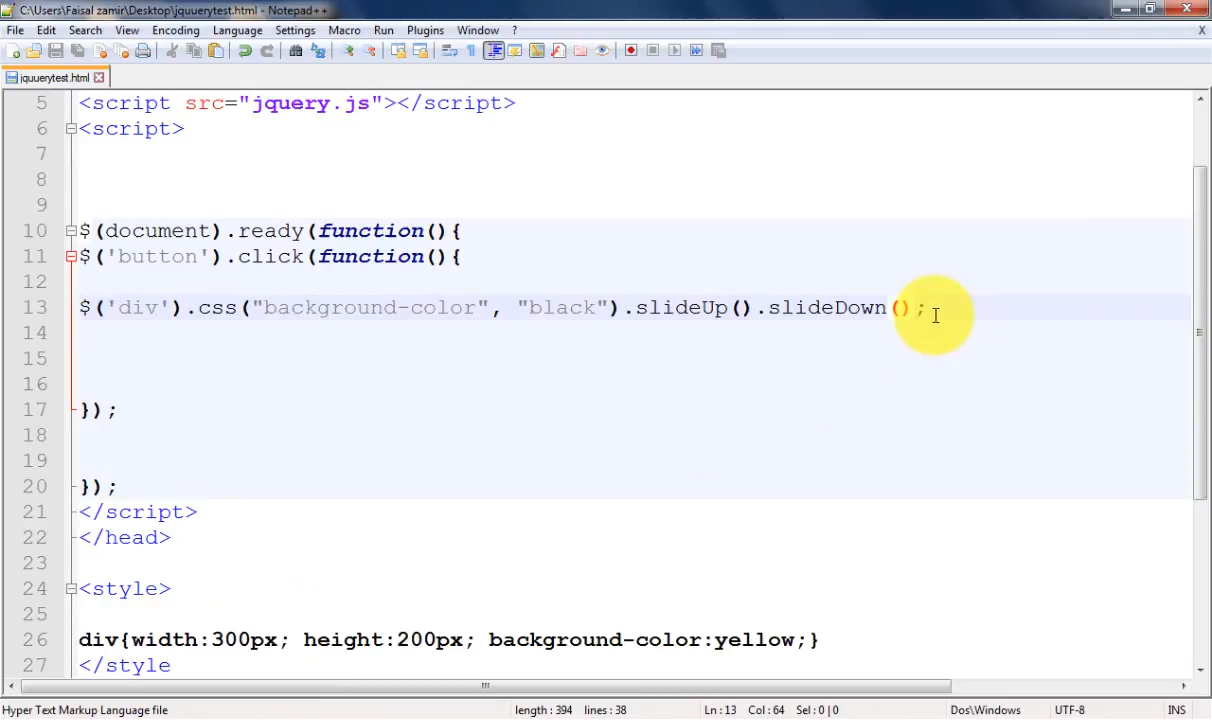 C:\Users\Faisal zamir\Desktop\jquuerytest.html - Notepad++
File Edit Search View Encoding Language Settings Macro Run Plugins Window ? X
jquuerytest.html
5 <script src="jquery.js"></script>
6 <script>
7
8
9
10 $(document).ready(function(){
11 $('button').click(function(){
12
13 $('div').css("background-color", "black").slideUp().slideDown();
14
15
16
17 });
18
19
20 });
21 </script>
22 </head>
23
24 <style>
25
26 div{width:300px; height:200px; background-color:yellow;}
27 </style
Hyper Text Markup Language file length : 394 lines : 38 Ln : 13 Col : 64 Sel : 0 | 0 Dos\Windows UTF-8 INS